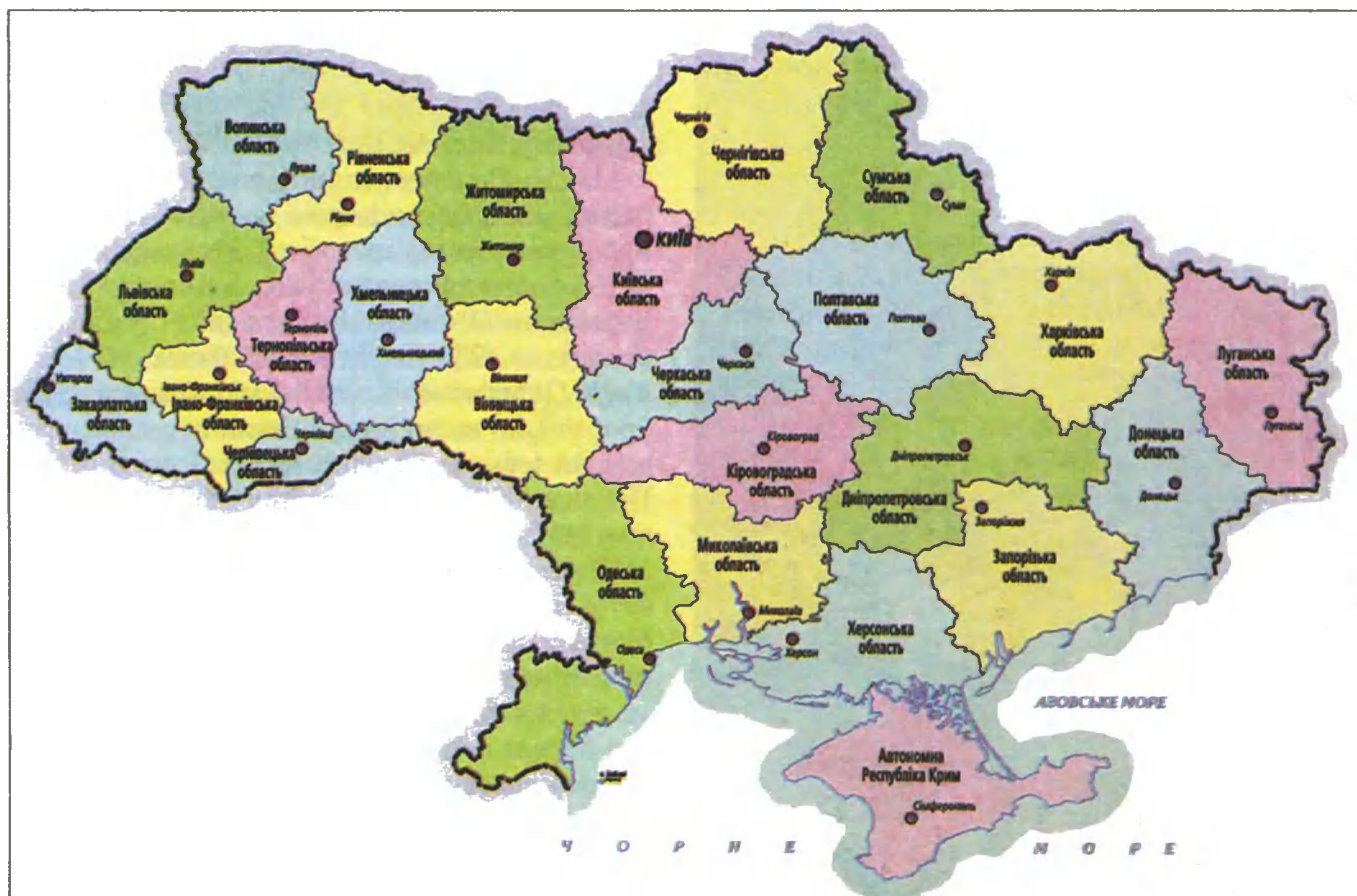 Чернігів
Волинська
область
Луцьк
Рівненська
область
Рівне
Житомирська
область
Житомир
Чернігівська
область
Сумська
область
Суми
КИЇВ
Київська
область
Львів
Львівська
область
Тернопіль
Тернопільська
область
Хмельницька
область
Хмельницький
Полтавська
область
Полтава
Харків
Харківська
область
Луганська
область
Луганськ
Ужгород
Закарпатська
область
Івано-Франківськ
Івано-Франківська
область
Чернівці
Чернівецька
область
Вінниця
Вінницька
область
Черкаси
Черкаська
область
Кіровоград
Кіровоградська
область
Дніпропетровськ
Дніпропетровська
область
Донецька
область
Донецьк
Запоріжжя
Запорізька
область
Одеська
область
Одеса
Миколаївська
область
Миколаїв
Херсонська
область
Херсон
АЗОВСЬКЕ МОРЕ
Автономна
Республіка Крим
Сімферополь
ЧОРНЕ МОРЕ